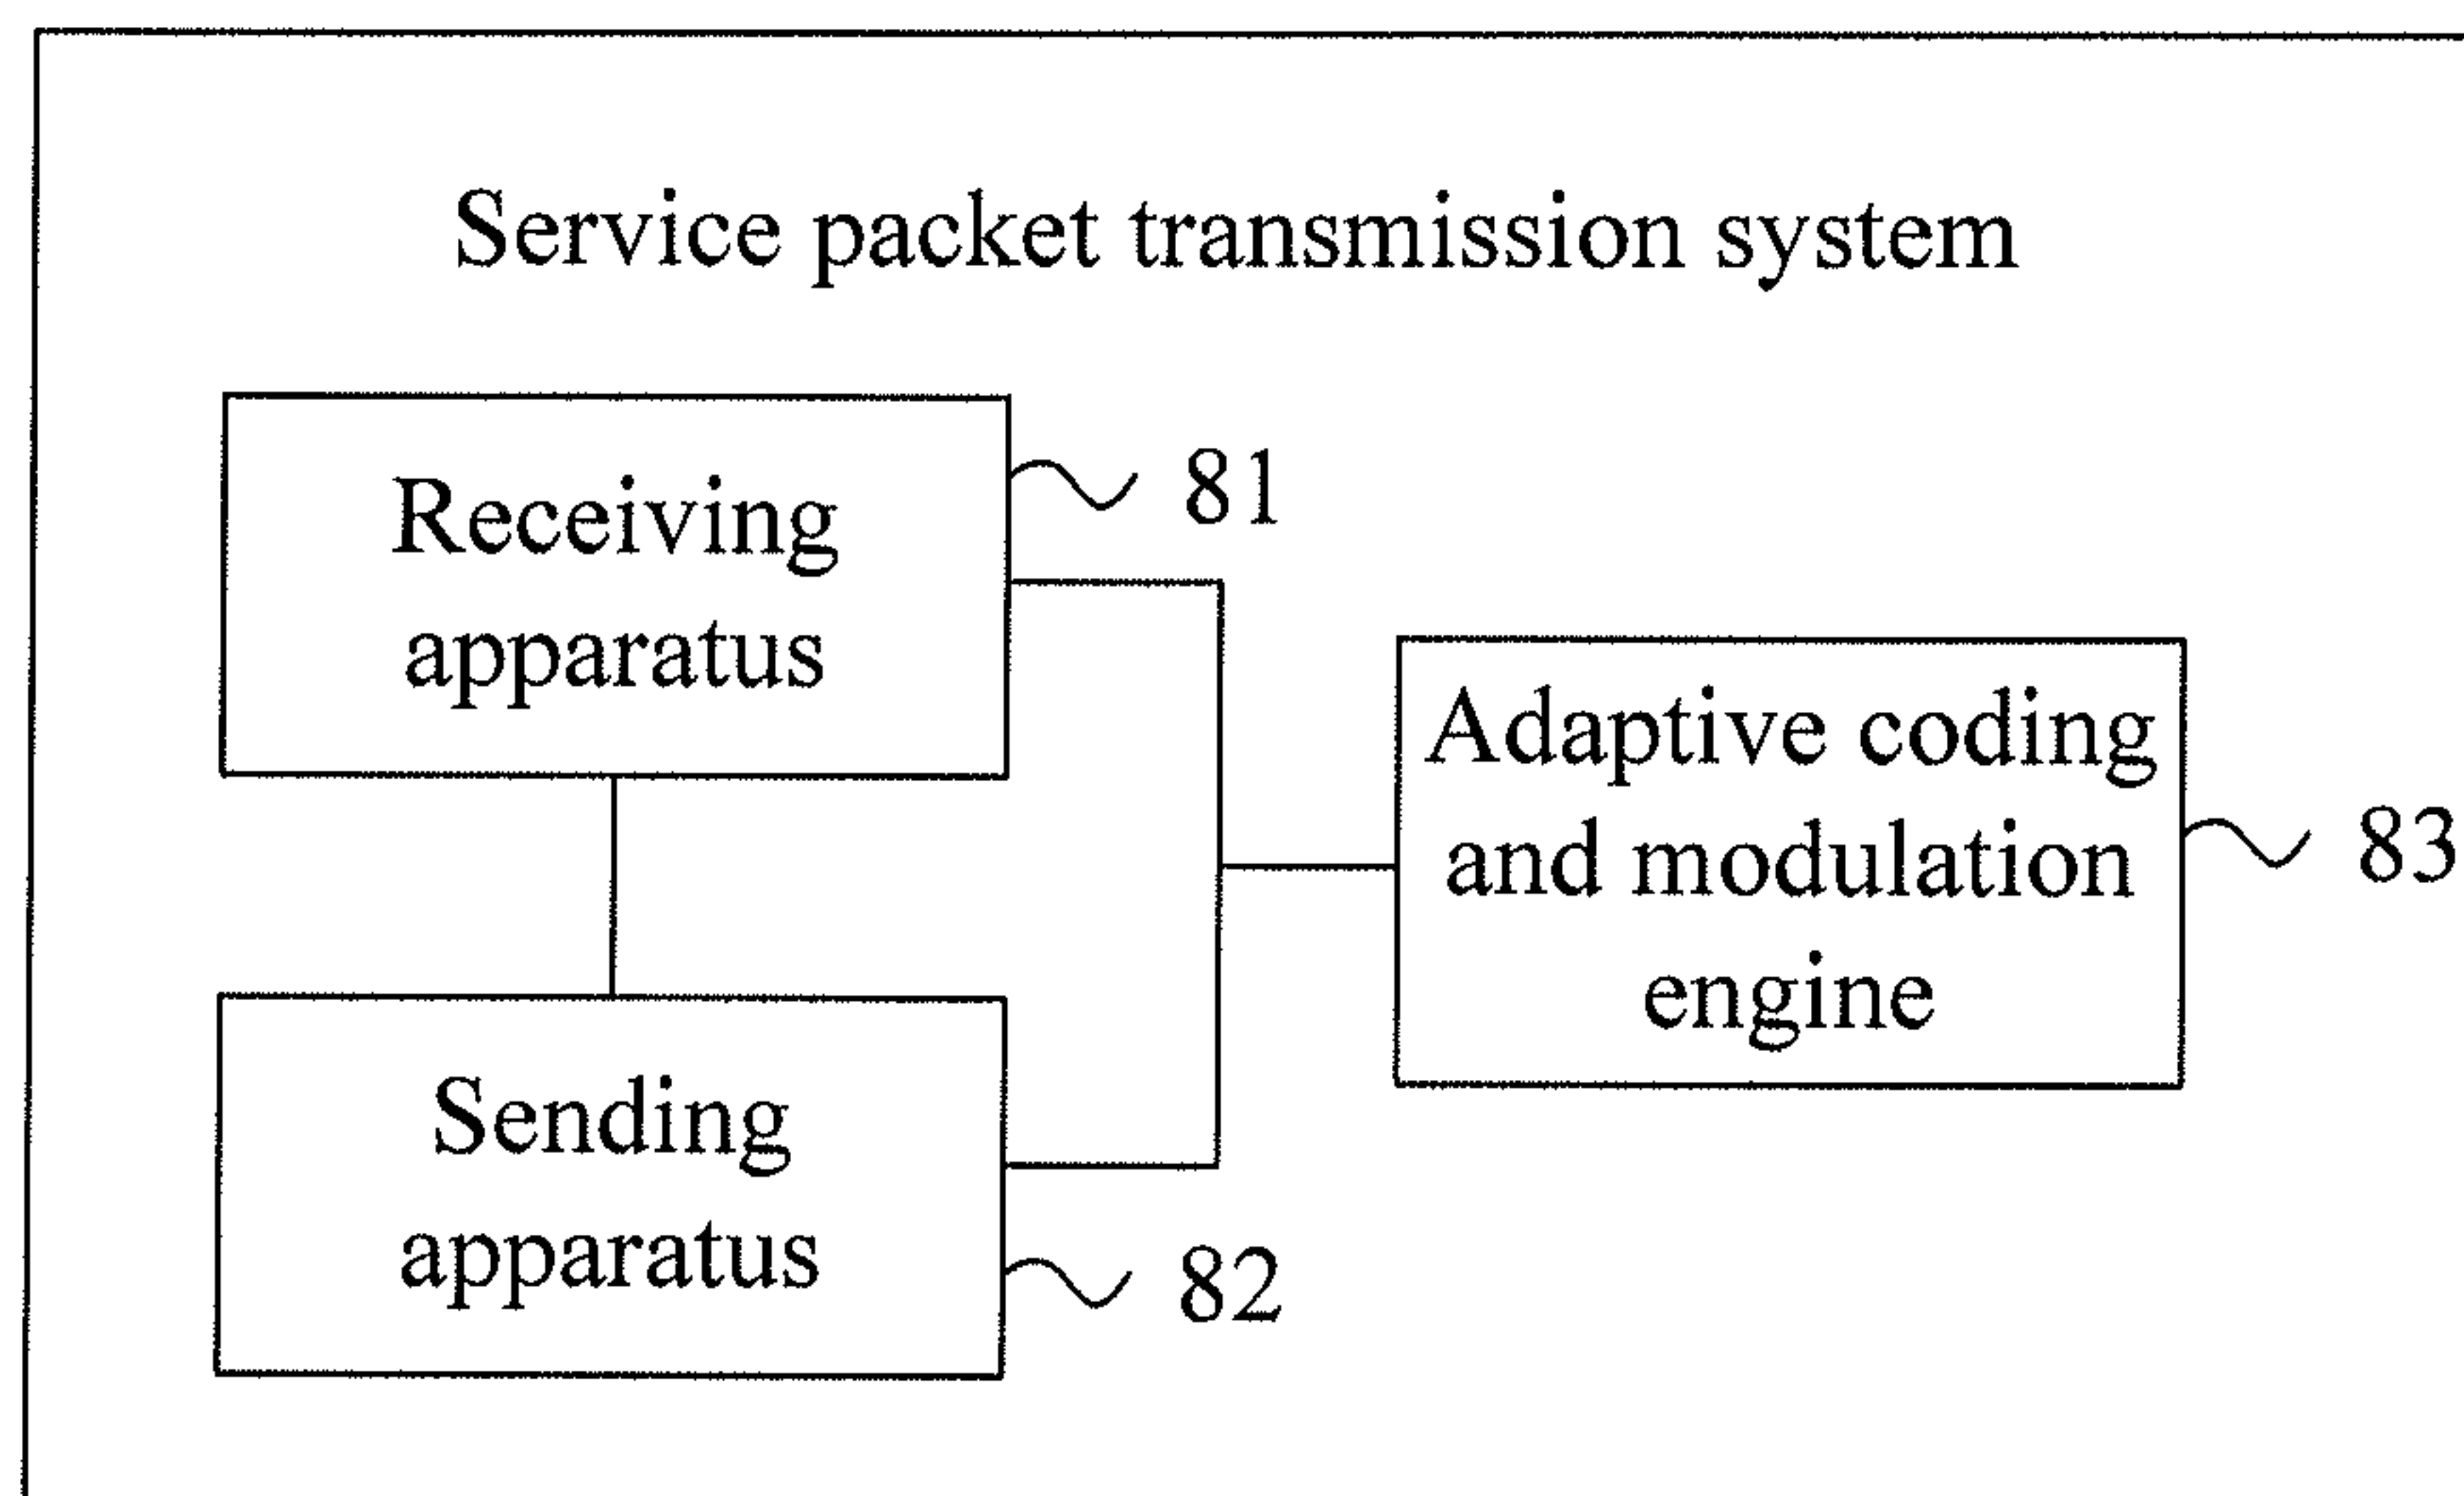 Service packet transmission system
Receiving
apparatus
81
Adaptive coding
and modulation
engine
83
Sending
apparatus
82